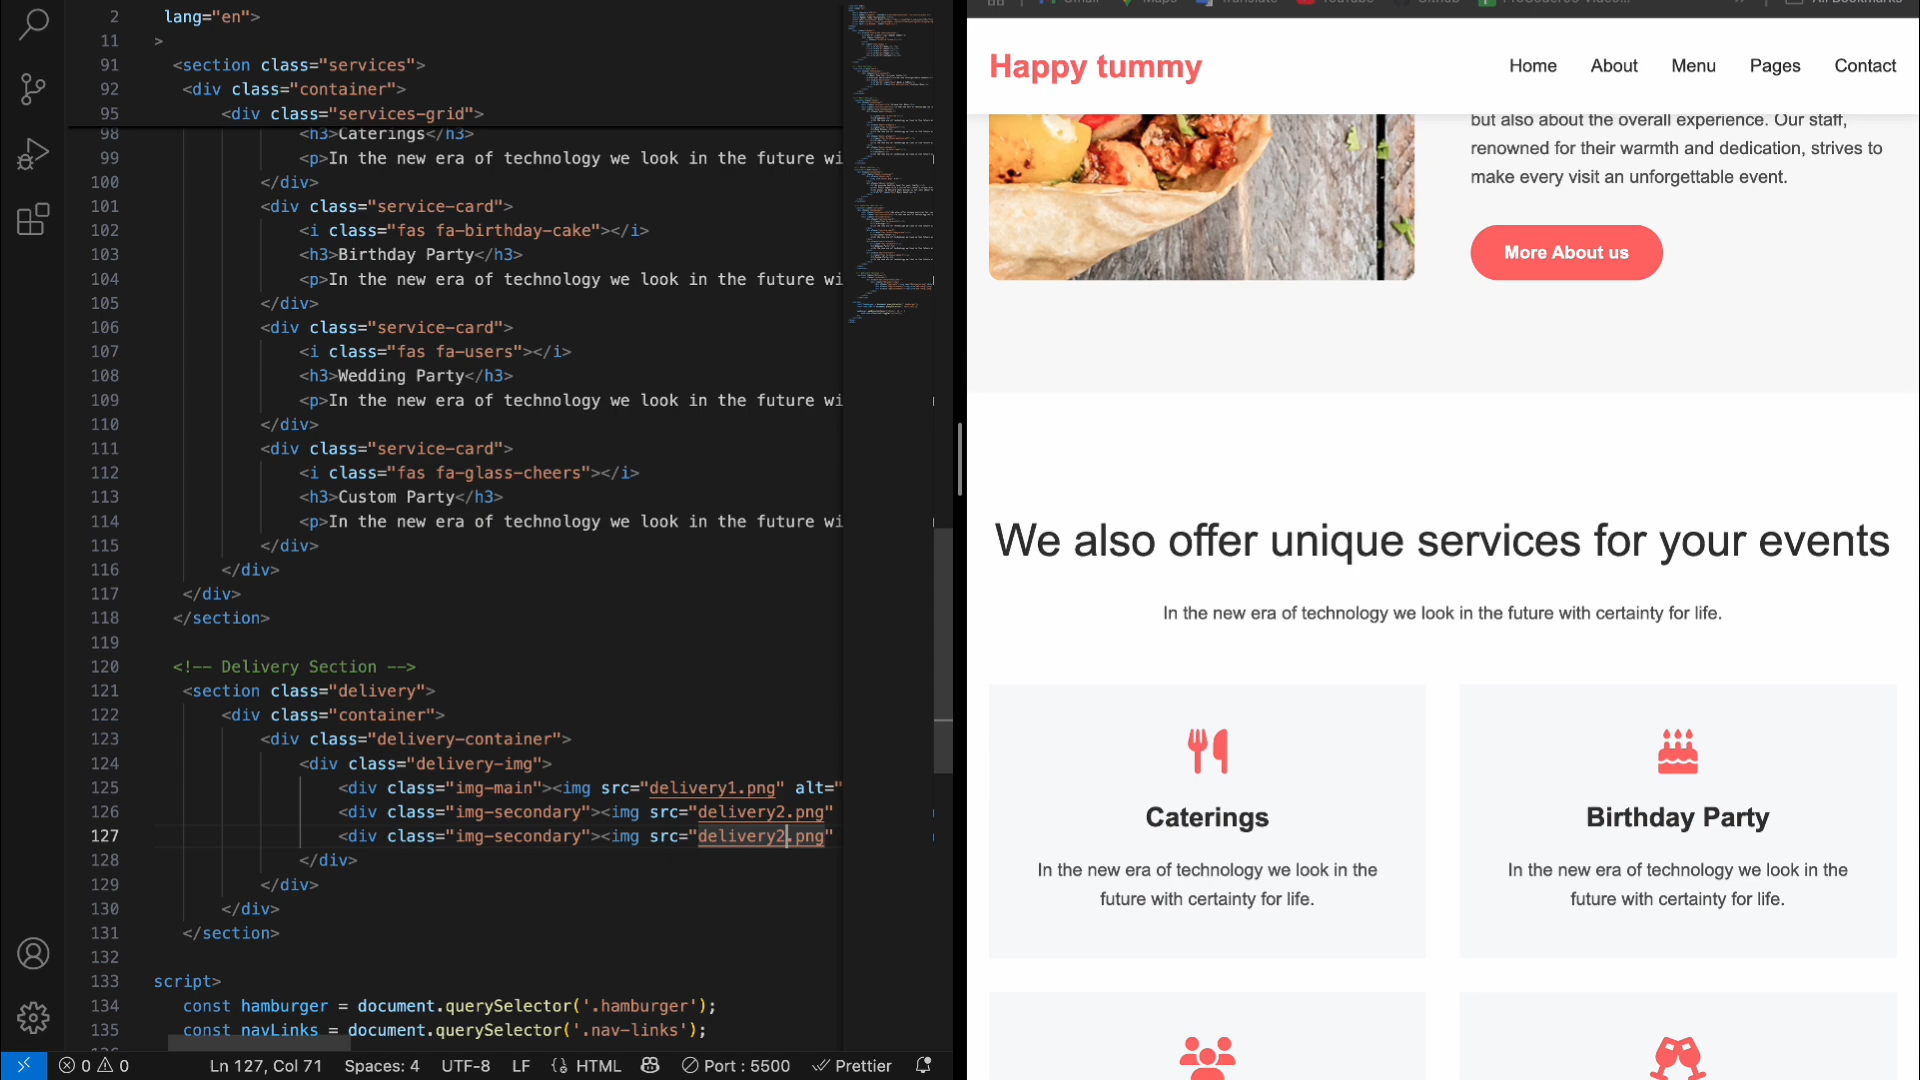 2 lang="en">
11 >
91 <section class="services">
92 <div class="container">
95 <div class="services-grid">
98 <h3>Caterings</h3>
99 <p>In the new era of technology we look in the future wi
100 </div>
101 <div class="service-card">
102 <i class="fas fa-birthday-cake"></i>
103 <h3>Birthday Party</h3>
104 <p>In the new era of technology we look in the future wi
105 </div>
106 <div class="service-card">
107 <i class="fas fa-users"></i>
108 <h3>Wedding Party</h3>
109 <p>In the new era of technology we look in the future wi
110 </div>
111 <div class="service-card">
112 <i class="fas fa-glass-cheers"></i>
113 <h3>Custom Party</h3>
114 <p>In the new era of technology we look in the future wi
115 </div>
116 </div>
117 </div>
118 </section>
119
120 <!-- Delivery Section -->
121 <section class="delivery">
122 <div class="container">
123 <div class="delivery-container">
124 <div class="delivery-img">
125 <div class="img-main"><img src="delivery1.png" alt="
126 <div class="img-secondary"><img src="delivery2.png"
127 <div class="img-secondary"><img src="delivery2.png"
128 </div>
129 </div>
130 </div>
131 </section>
132
133 script>
134 const hamburger = document.querySelector('.hamburger');
135 const navLinks = document.querySelector('.nav-links');
0 0 Ln 127, Col 71 Spaces: 4 UTF-8 LF {} HTML Port : 5500 Prettier
Happy tummy Home About Menu Pages Contact
but also about the overall experience. Our staff,
renowned for their warmth and dedication, strives to
make every visit an unforgettable event.
More About us
We also offer unique services for your events
In the new era of technology we look in the future with certainty for life.
Caterings
In the new era of technology we look in the
future with certainty for life.
Birthday Party
In the new era of technology we look in the
future with certainty for life.